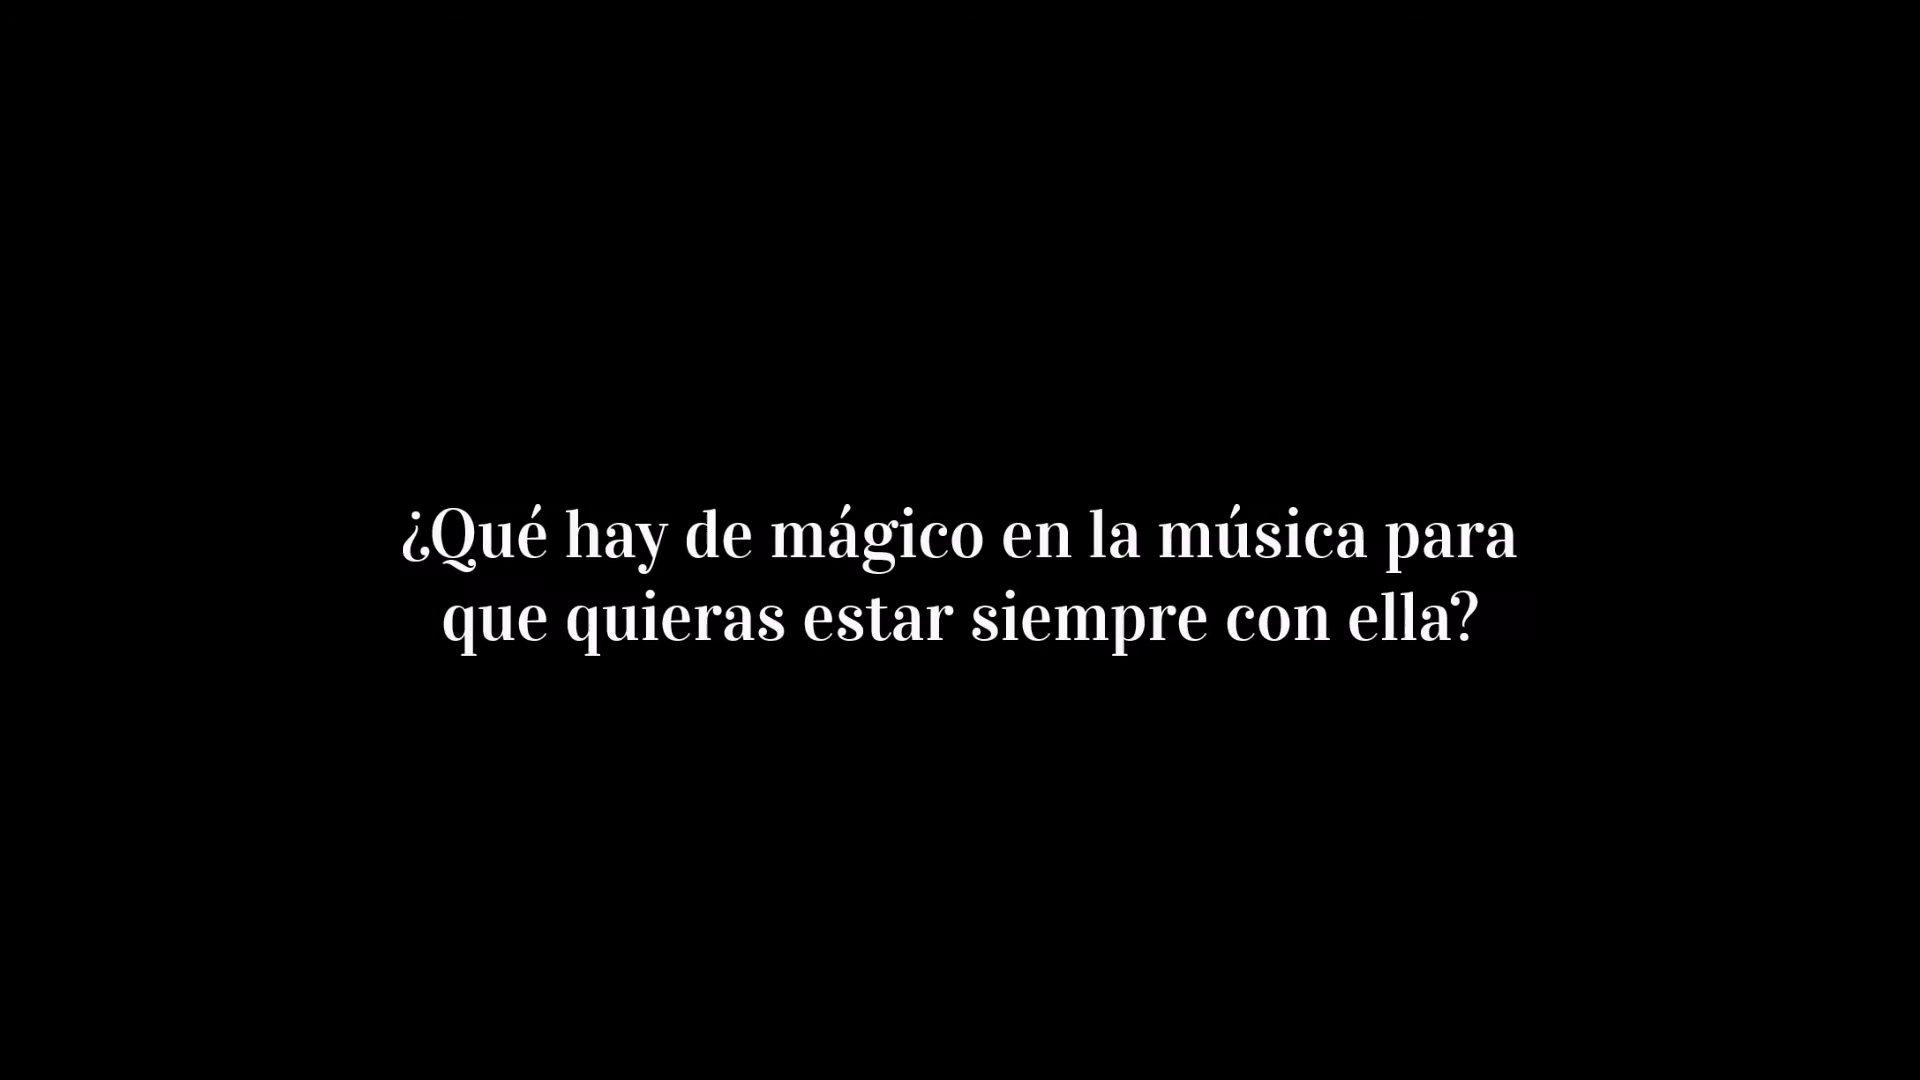 ¿Qué hay de mágico en la música para
que quieras estar siempre con ella?